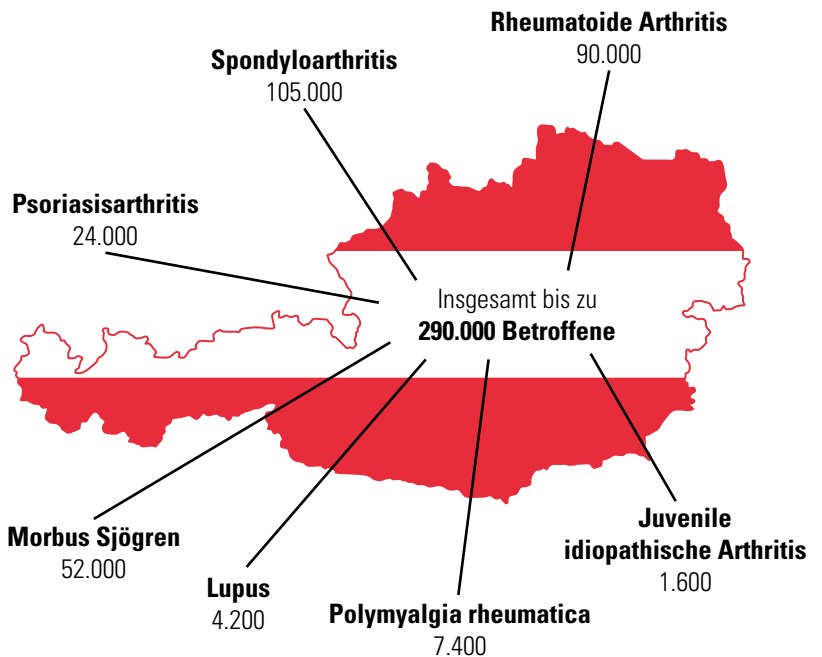 Rheumatoide Arthritis
90.000
Spondyloarthritis
105.000
Psoriasisarthritis
24.000
Insgesamt bis zu
290.000 Betroffene
Morbus Sjögren
52.000
Lupus
4.200
Polymyalgia rheumatica
7.400
Juvenile
idiopathische Arthritis
1.600